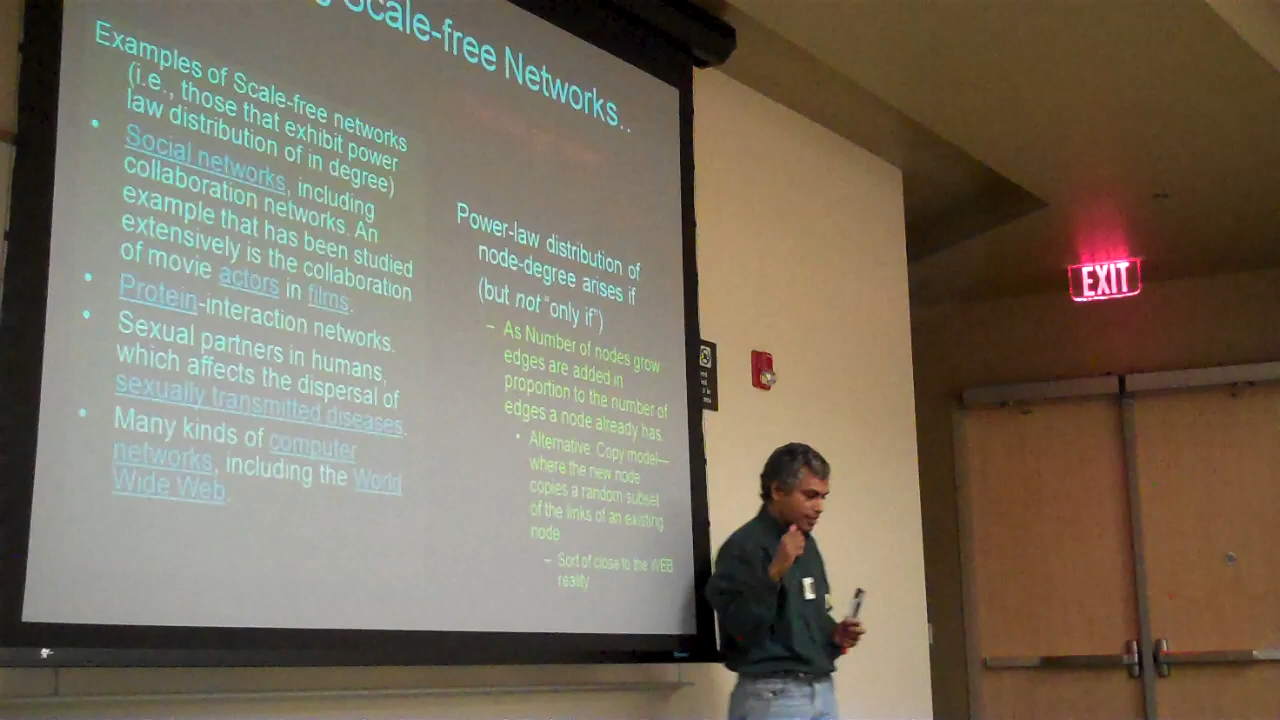 Scale-free Networks..
Examples of Scale-free networks
(i.e., those that exhibit power
law distribution of in degree)
• Social networks, including
collaboration networks. An
example that has been studied
extensively is the collaboration
of movie actors in films.
• Protein-interaction networks.
• Sexual partners in humans,
which affects the dispersal of
sexually transmitted diseases.
• Many kinds of computer
networks, including the World
Wide Web.
Power-law distribution of
node-degree arises if
(but not "only if")
– As Number of nodes grow
edges are added in
proportion to the number of
edges a node already has.
• Alternative: Copy model—
where the new node
copies a random subset
of the links of an existing
node
– Sort of close to the WEB
reality
EXIT